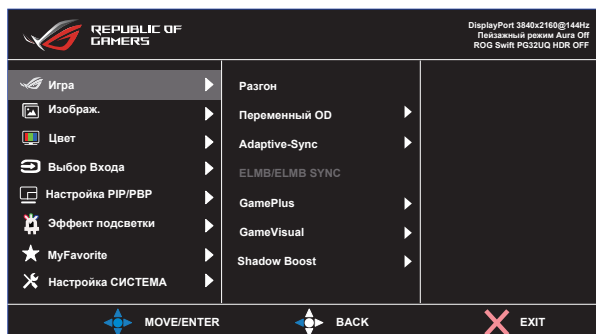 REPUBLIC OF
GAMERS
DisplayPort 3840x2160@144Hz
Пейзажный режим Aura Off
ROG Swift PG32UQ HDR OFF
Игра
Изображ.
Цвет
Выбор Входа
Настройка PIP/PBP
Эффект подсветки
MyFavorite
Настройка СИСТЕМА
Разгон
Переменный OD
Adaptive-Sync
ELMB/ELMB SYNC
GamePlus
GameVisual
Shadow Boost
MOVE/ENTER
BACK
EXIT